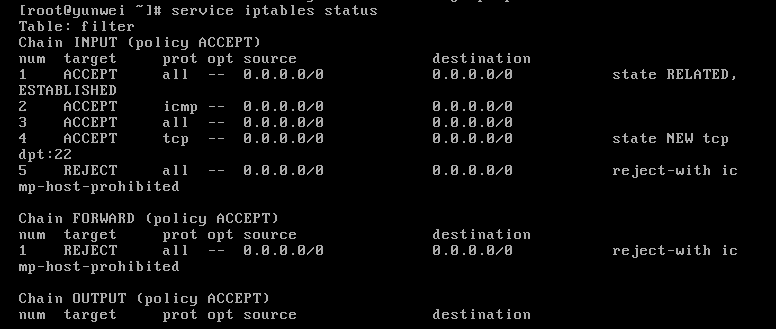 [root@yunwei ~]# service iptables status
Table: filter
Chain INPUT (policy ACCEPT)
num  target     prot opt source               destination
1    ACCEPT     all  --  0.0.0.0/0            0.0.0.0/0           state RELATED,
ESTABLISHED
2    ACCEPT     icmp --  0.0.0.0/0            0.0.0.0/0
3    ACCEPT     all  --  0.0.0.0/0            0.0.0.0/0
4    ACCEPT     tcp  --  0.0.0.0/0            0.0.0.0/0           state NEW tcp
dpt:22
5    REJECT     all  --  0.0.0.0/0            0.0.0.0/0           reject-with ic
mp-host-prohibited

Chain FORWARD (policy ACCEPT)
num  target     prot opt source               destination
1    REJECT     all  --  0.0.0.0/0            0.0.0.0/0           reject-with ic
mp-host-prohibited

Chain OUTPUT (policy ACCEPT)
num  target     prot opt source               destination